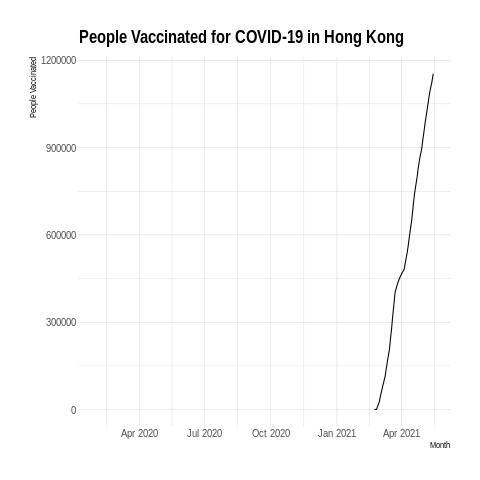 People Vaccinated for COVID-19 in Hong Kong
People Vaccinated
1200000
900000
600000
300000
0
Apr 2020 Jul 2020 Oct 2020 Jan 2021 Apr 2021
Month